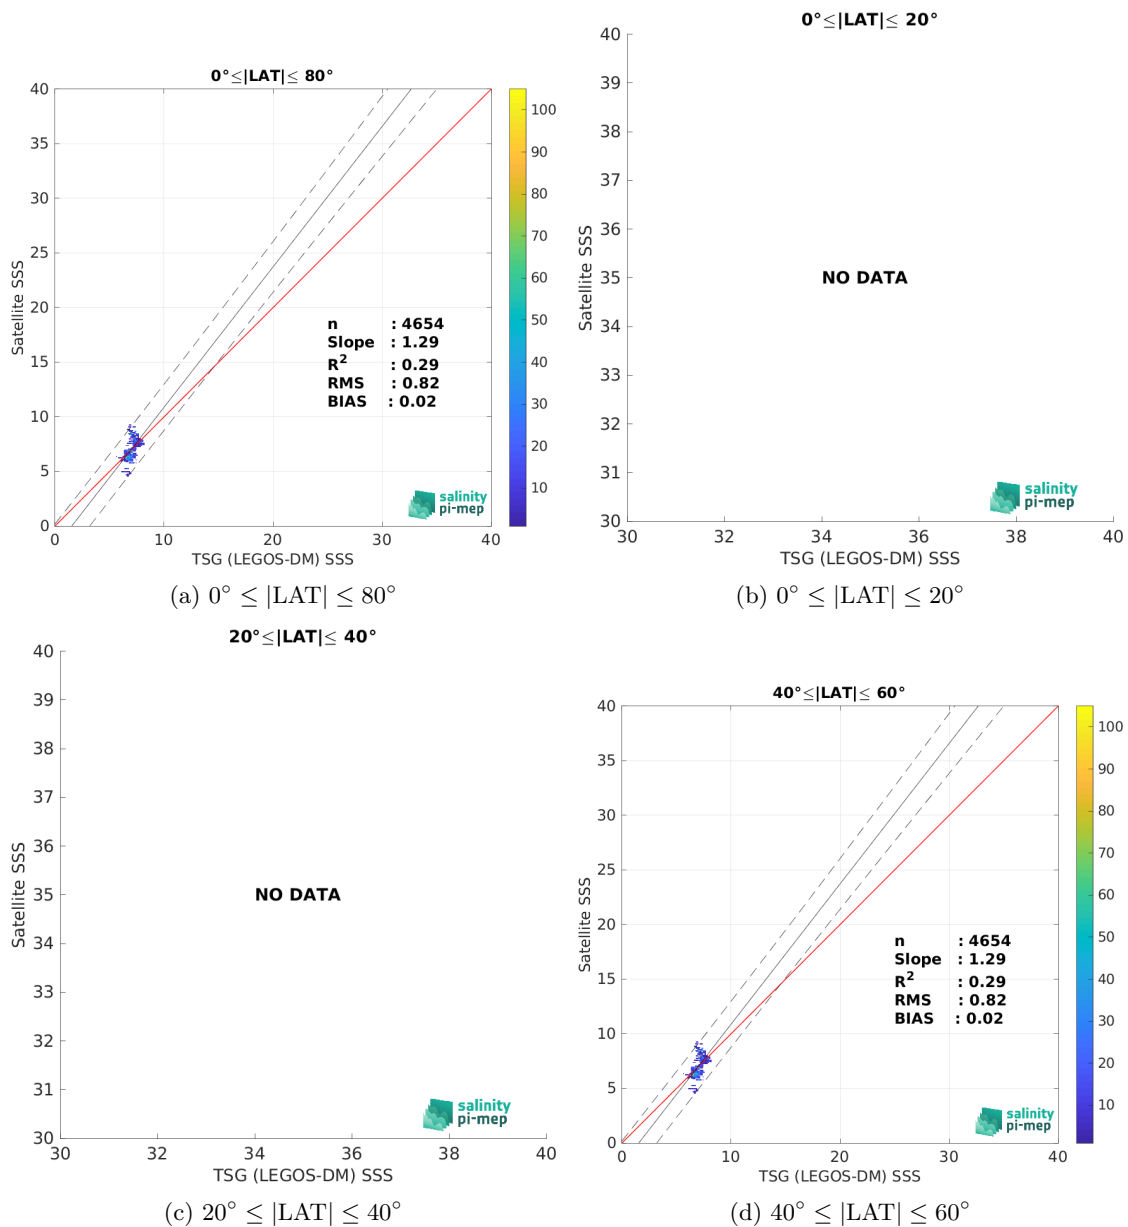 0°≤|LAT|≤ 80°
Satellite SSS
40
35
30
25
20
15
10
5
0
0
10
20
30
40
TSG (LEGOS-DM) SSS
n : 4654
Slope : 1.29
R² : 0.29
RMS : 0.82
BIAS : 0.02
salinity
pi-mep
100
90
80
70
60
50
40
30
20
10
(a) 0° ≤ |LAT| ≤ 80°
0°≤|LAT|≤ 20°
Satellite SSS
40
39
38
37
36
35
34
33
32
31
30
NO DATA
salinity
pi-mep
30
32
34
36
38
40
TSG (LEGOS-DM) SSS
(b) 0° ≤ |LAT| ≤ 20°
20°≤|LAT|≤ 40°
Satellite SSS
40
39
38
37
36
35
34
33
32
31
30
NO DATA
salinity
pi-mep
30
32
34
36
38
40
TSG (LEGOS-DM) SSS
(c) 20° ≤ |LAT| ≤ 40°
40°≤|LAT|≤ 60°
Satellite SSS
40
35
30
25
20
15
10
5
0
0
10
20
30
40
TSG (LEGOS-DM) SSS
n : 4654
Slope : 1.29
R² : 0.29
RMS : 0.82
BIAS : 0.02
salinity
pi-mep
100
90
80
70
60
50
40
30
20
10
(d) 40° ≤ |LAT| ≤ 60°